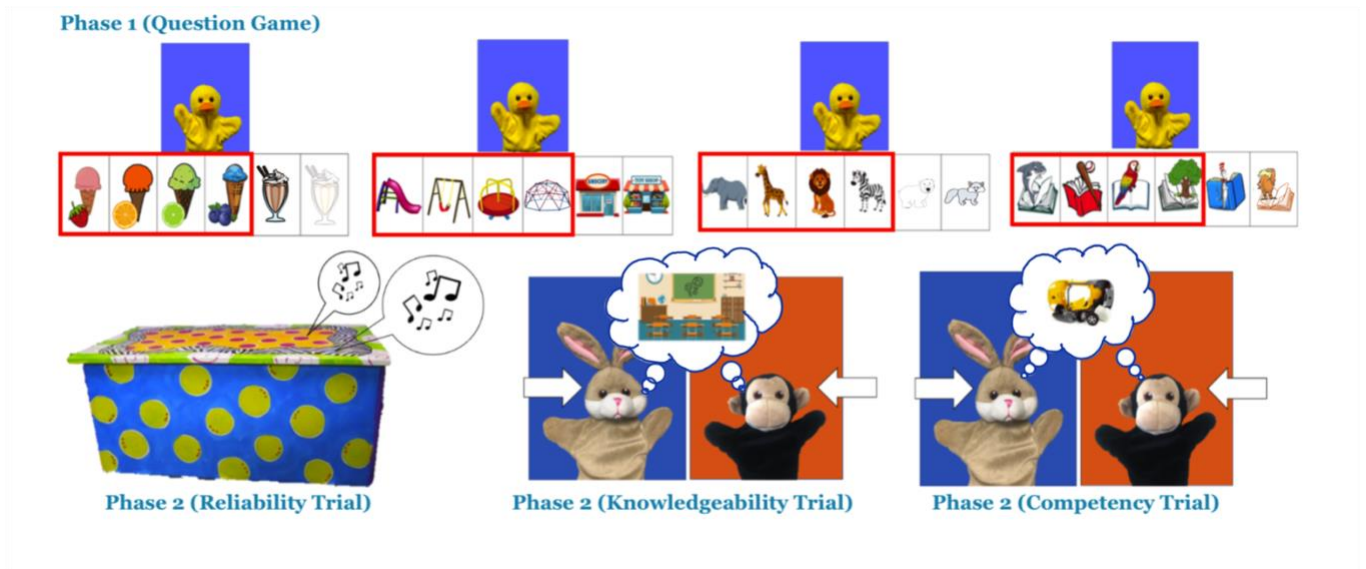 Phase 1 (Question Game)
Phase 2 (Reliability Trial)
Phase 2 (Knowledgeability Trial)
Phase 2 (Competency Trial)